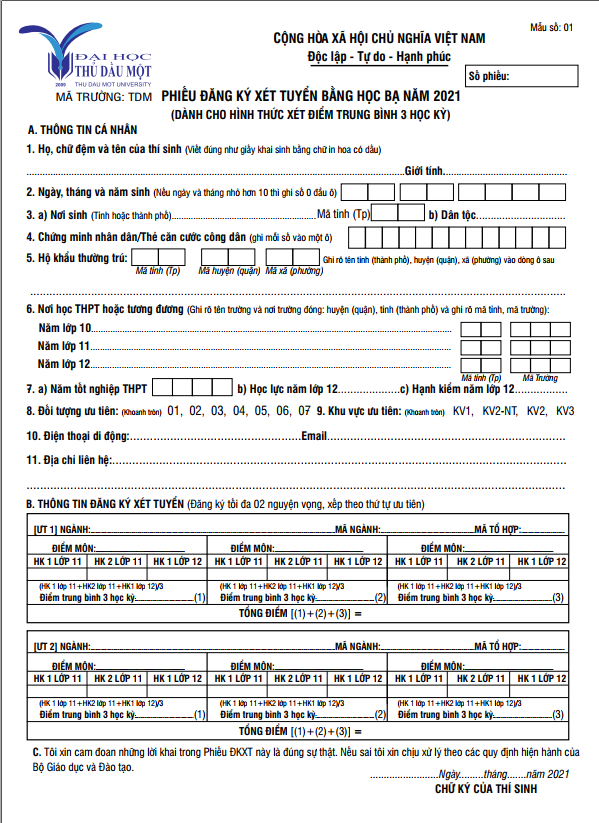 CỘNG HÒA XÃ HỘI CHỦ NGHĨA VIỆT NAM
Mẫu số: 01
Độc lập - Tự do - Hạnh phúc
ĐẠI HỌC
THỦ DẦU MỘT
2009 THU DAU MOT UNIVERSITY
Số phiếu:
MÃ TRƯỜNG: TDM
PHIẾU ĐĂNG KÝ XÉT TUYỂN BẰNG HỌC BẠ NĂM 2021
(DÀNH CHO HÌNH THỨC XÉT ĐIỂM TRUNG BÌNH 3 HỌC KỲ)
A. THÔNG TIN CÁ NHÂN
1. Họ, chữ đệm và tên của thí sinh (Viết đúng như giấy khai sinh bằng chữ in hoa có dấu)
Giới tính
2. Ngày, tháng và năm sinh (Nếu ngày và tháng nhỏ hơn 10 thì ghi số 0 đầu ô)
3. a) Nơi sinh (Tỉnh hoặc thành phố) Mã tỉnh (Tp) b) Dân tộc
4. Chứng minh nhân dân/Thẻ căn cước công dân (ghi mỗi số vào một ô)
5. Hộ khẩu thường trú: Ghi rõ tên tỉnh (thành phố), huyện (quận), xã (phường) vào dòng ô sau
Mã tỉnh (Tp) Mã huyện (quận) Mã xã (phường)
6. Nơi học THPT hoặc tương đương (Ghi rõ tên trường và nơi trường đóng: huyện (quận), tỉnh (thành phố) và ghi rõ mã tỉnh, mã trường):
Năm lớp 10
Năm lớp 11
Năm lớp 12
Mã tỉnh (Tp) Mã Trường
7. a) Năm tốt nghiệp THPT b) Học lực năm lớp 12 c) Hạnh kiểm năm lớp 12
8. Đối tượng ưu tiên: (Khoanh tròn) 01, 02, 03, 04, 05, 06, 07 9. Khu vực ưu tiên: (Khoanh tròn) KV1, KV2-NT, KV2, KV3
10. Điện thoại di động: Email
11. Địa chỉ liên hệ:
B. THÔNG TIN ĐĂNG KÝ XÉT TUYỂN (Đăng ký tối đa 02 nguyện vọng, xếp theo thứ tự ưu tiên)
[ƯT 1] NGÀNH: MÃ NGÀNH: MÃ TỔ HỢP:
ĐIỂM MÔN: ĐIỂM MÔN: ĐIỂM MÔN:
HK 1 LỚP 11 HK 2 LỚP 11 HK 1 LỚP 12 HK 1 LỚP 11 HK 2 LỚP 11 HK 1 LỚP 12 HK 1 LỚP 11 HK 2 LỚP 11 HK 1 LỚP 12
(HK 1 lớp 11+HK2 lớp 11+HK1 lớp 12)/3 (HK 1 lớp 11+HK2 lớp 11+HK1 lớp 12)/3 (HK 1 lớp 11+HK2 lớp 11+HK1 lớp 12)/3
Điểm trung bình 3 học kỳ: (1) Điểm trung bình 3 học kỳ: (2) Điểm trung bình 3 học kỳ: (3)
TỔNG ĐIỂM [(1)+(2)+(3)] =
[ƯT 2] NGÀNH: MÃ NGÀNH: MÃ TỔ HỢP:
ĐIỂM MÔN: ĐIỂM MÔN: ĐIỂM MÔN:
HK 1 LỚP 11 HK 2 LỚP 11 HK 1 LỚP 12 HK 1 LỚP 11 HK 2 LỚP 11 HK 1 LỚP 12 HK 1 LỚP 11 HK 2 LỚP 11 HK 1 LỚP 12
(HK 1 lớp 11+HK2 lớp 11+HK1 lớp 12)/3 (HK 1 lớp 11+HK2 lớp 11+HK1 lớp 12)/3 (HK 1 lớp 11+HK2 lớp 11+HK1 lớp 12)/3
Điểm trung bình 3 học kỳ: (1) Điểm trung bình 3 học kỳ: (2) Điểm trung bình 3 học kỳ: (3)
TỔNG ĐIỂM [(1)+(2)+(3)] =
C. Tôi xin cam đoan những lời khai trong Phiếu ĐKXT này là đúng sự thật. Nếu sai tôi xin chịu xử lý theo các quy định hiện hành của
Bộ Giáo dục và Đào tạo.
Ngày.........tháng.......năm 2021
CHỮ KÝ CỦA THÍ SINH